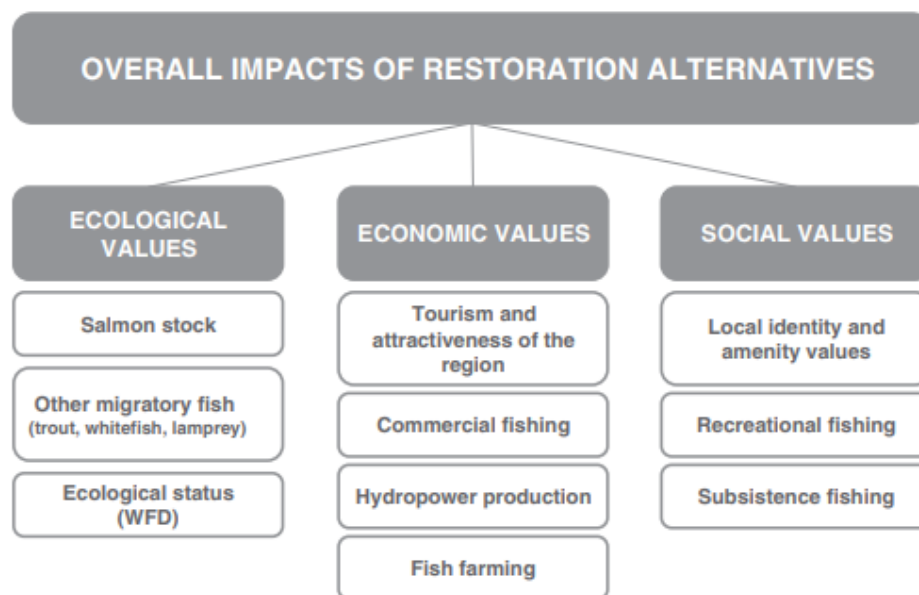 OVERALL IMPACTS OF RESTORATION ALTERNATIVES
ECOLOGICAL
VALUES
Salmon stock
Other migratory fish
(trout, whitefish, lamprey)
Ecological status
(WFD)
ECONOMIC VALUES
Tourism and
attractiveness of the
region
Commercial fishing
Hydropower production
Fish farming
SOCIAL VALUES
Local identity and
amenity values
Recreational fishing
Subsistence fishing